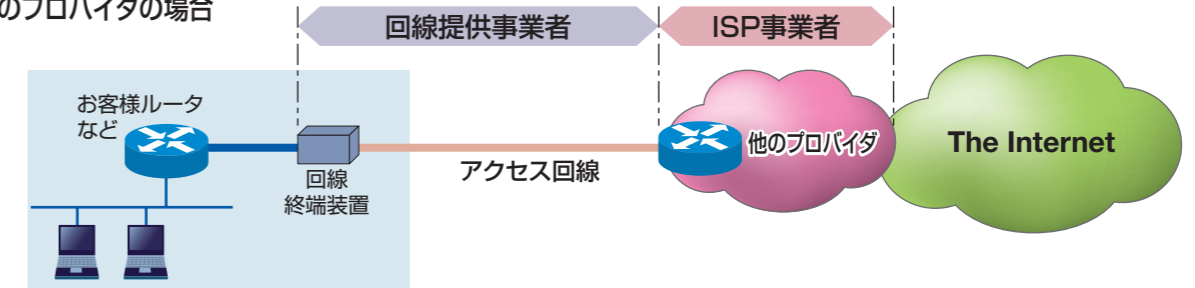 のプロバイダの場合
回線提供事業者
ISP事業者
お客様ルータ
など
回線
終端装置
アクセス回線
他のプロバイダ
The Internet